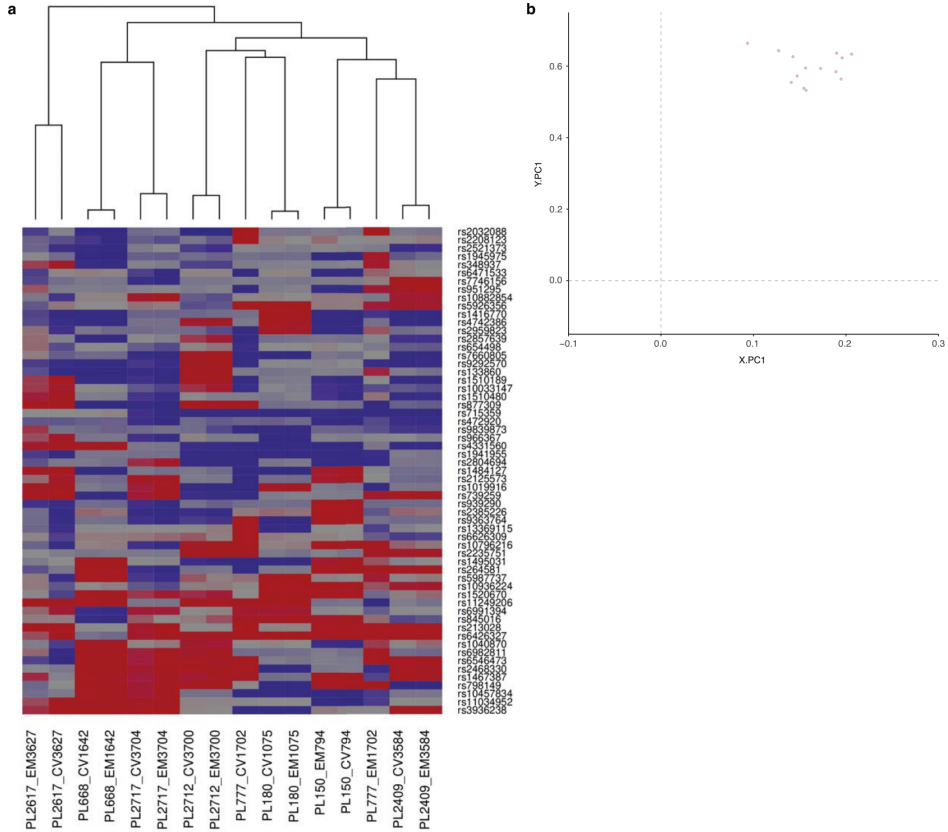 a
b
rs2032088
rs2208123
rs2521373
rs1945975
rs348937
rs6471533
rs7746156
rs951295
rs10882854
rs5926356
rs1416770
rs4742386
rs2959823
rs2857639
rs654498
rs7660805
rs9292570
rs133860
rs1510189
rs10033147
rs1510480
rs877309
rs715359
rs472920
rs9839873
rs966367
rs4331560
rs1941955
rs2804694
rs1484127
rs2125573
rs1019916
rs739259
rs939290
rs2385226
rs9363764
rs13369115
rs6626309
rs10796216
rs2235751
rs1495031
rs264581
rs5987737
rs10936224
rs1520670
rs11249206
rs6991394
rs845016
rs213028
rs6426327
rs1040870
rs6982811
rs6546473
rs2468330
rs1467387
rs798149
rs10457834
rs11034952
rs3936238
PL2617_EM3627
PL2617_CV3627
PL668_CV1642
PL668_EM1642
PL2717_CV3704
PL2717_EM3704
PL2712_CV3700
PL2712_EM3700
PL777_CV1702
PL180_CV1075
PL180_EM1075
PL150_EM794
PL150_CV794
PL777_EM1702
PL2409_CV3584
PL2409_EM3584
Y.PC1
0.6
0.4
0.2
0.0
−0.1
0.0
0.1
0.2
0.3
X.PC1